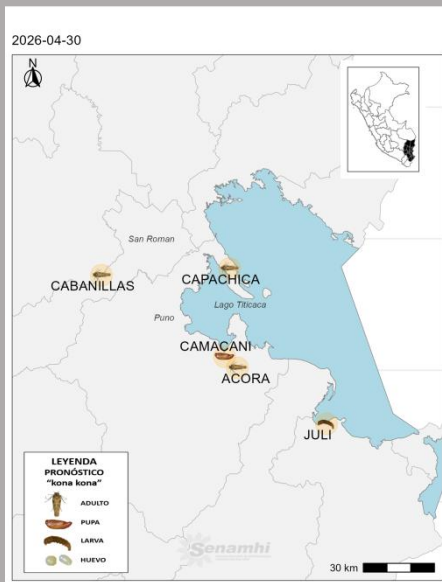 2026-04-30
N
San Roman
CABANILLAS
CAPACHICA
Puno
Lago Titicaca
CAMACANI
ACORA
JULI
LEYENDA
PRONÓSTICO
"kona kona"
ADULTO
PUPA
LARVA
HUEVO
Senamhi
30 km